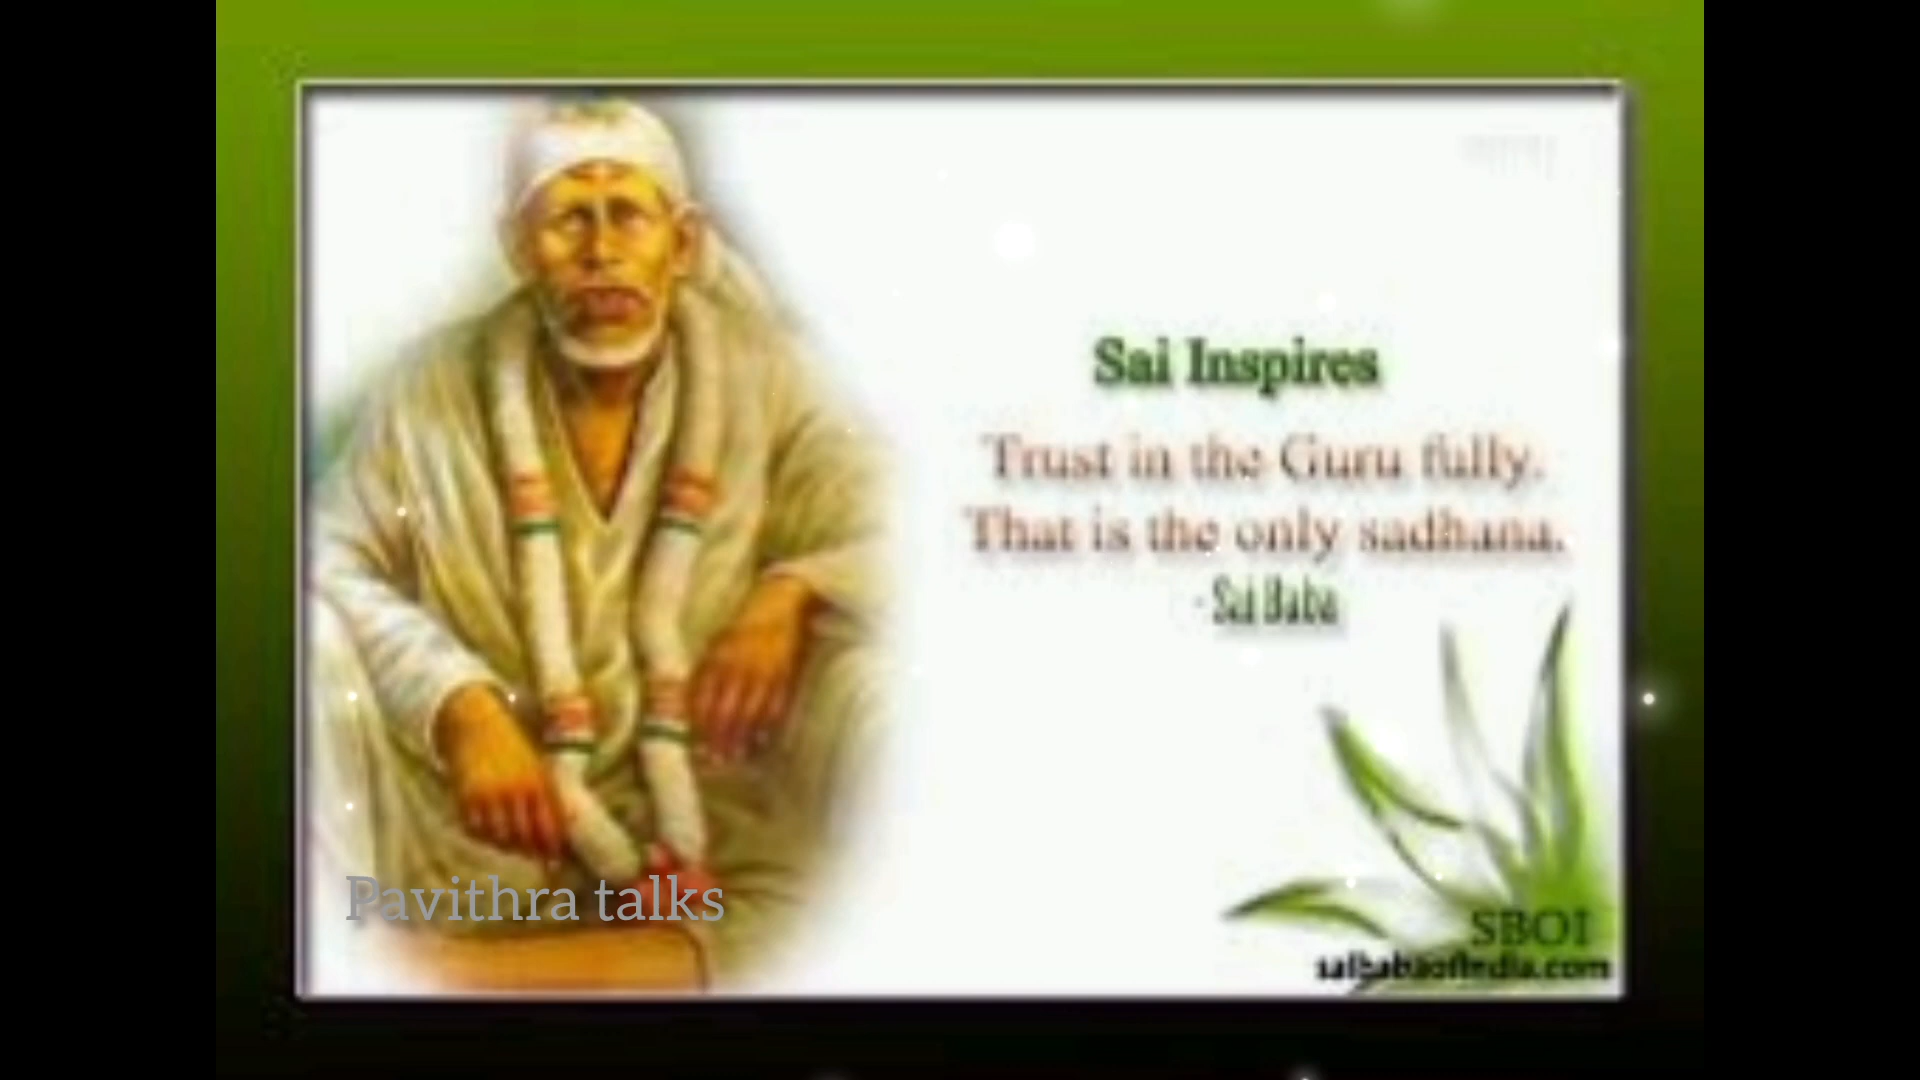 Sai Inspires
Trust in the Guru fully.
That is the only sadhana.
- Sai Baba
Pavithra talks
SBOI
saibabaofindia.com